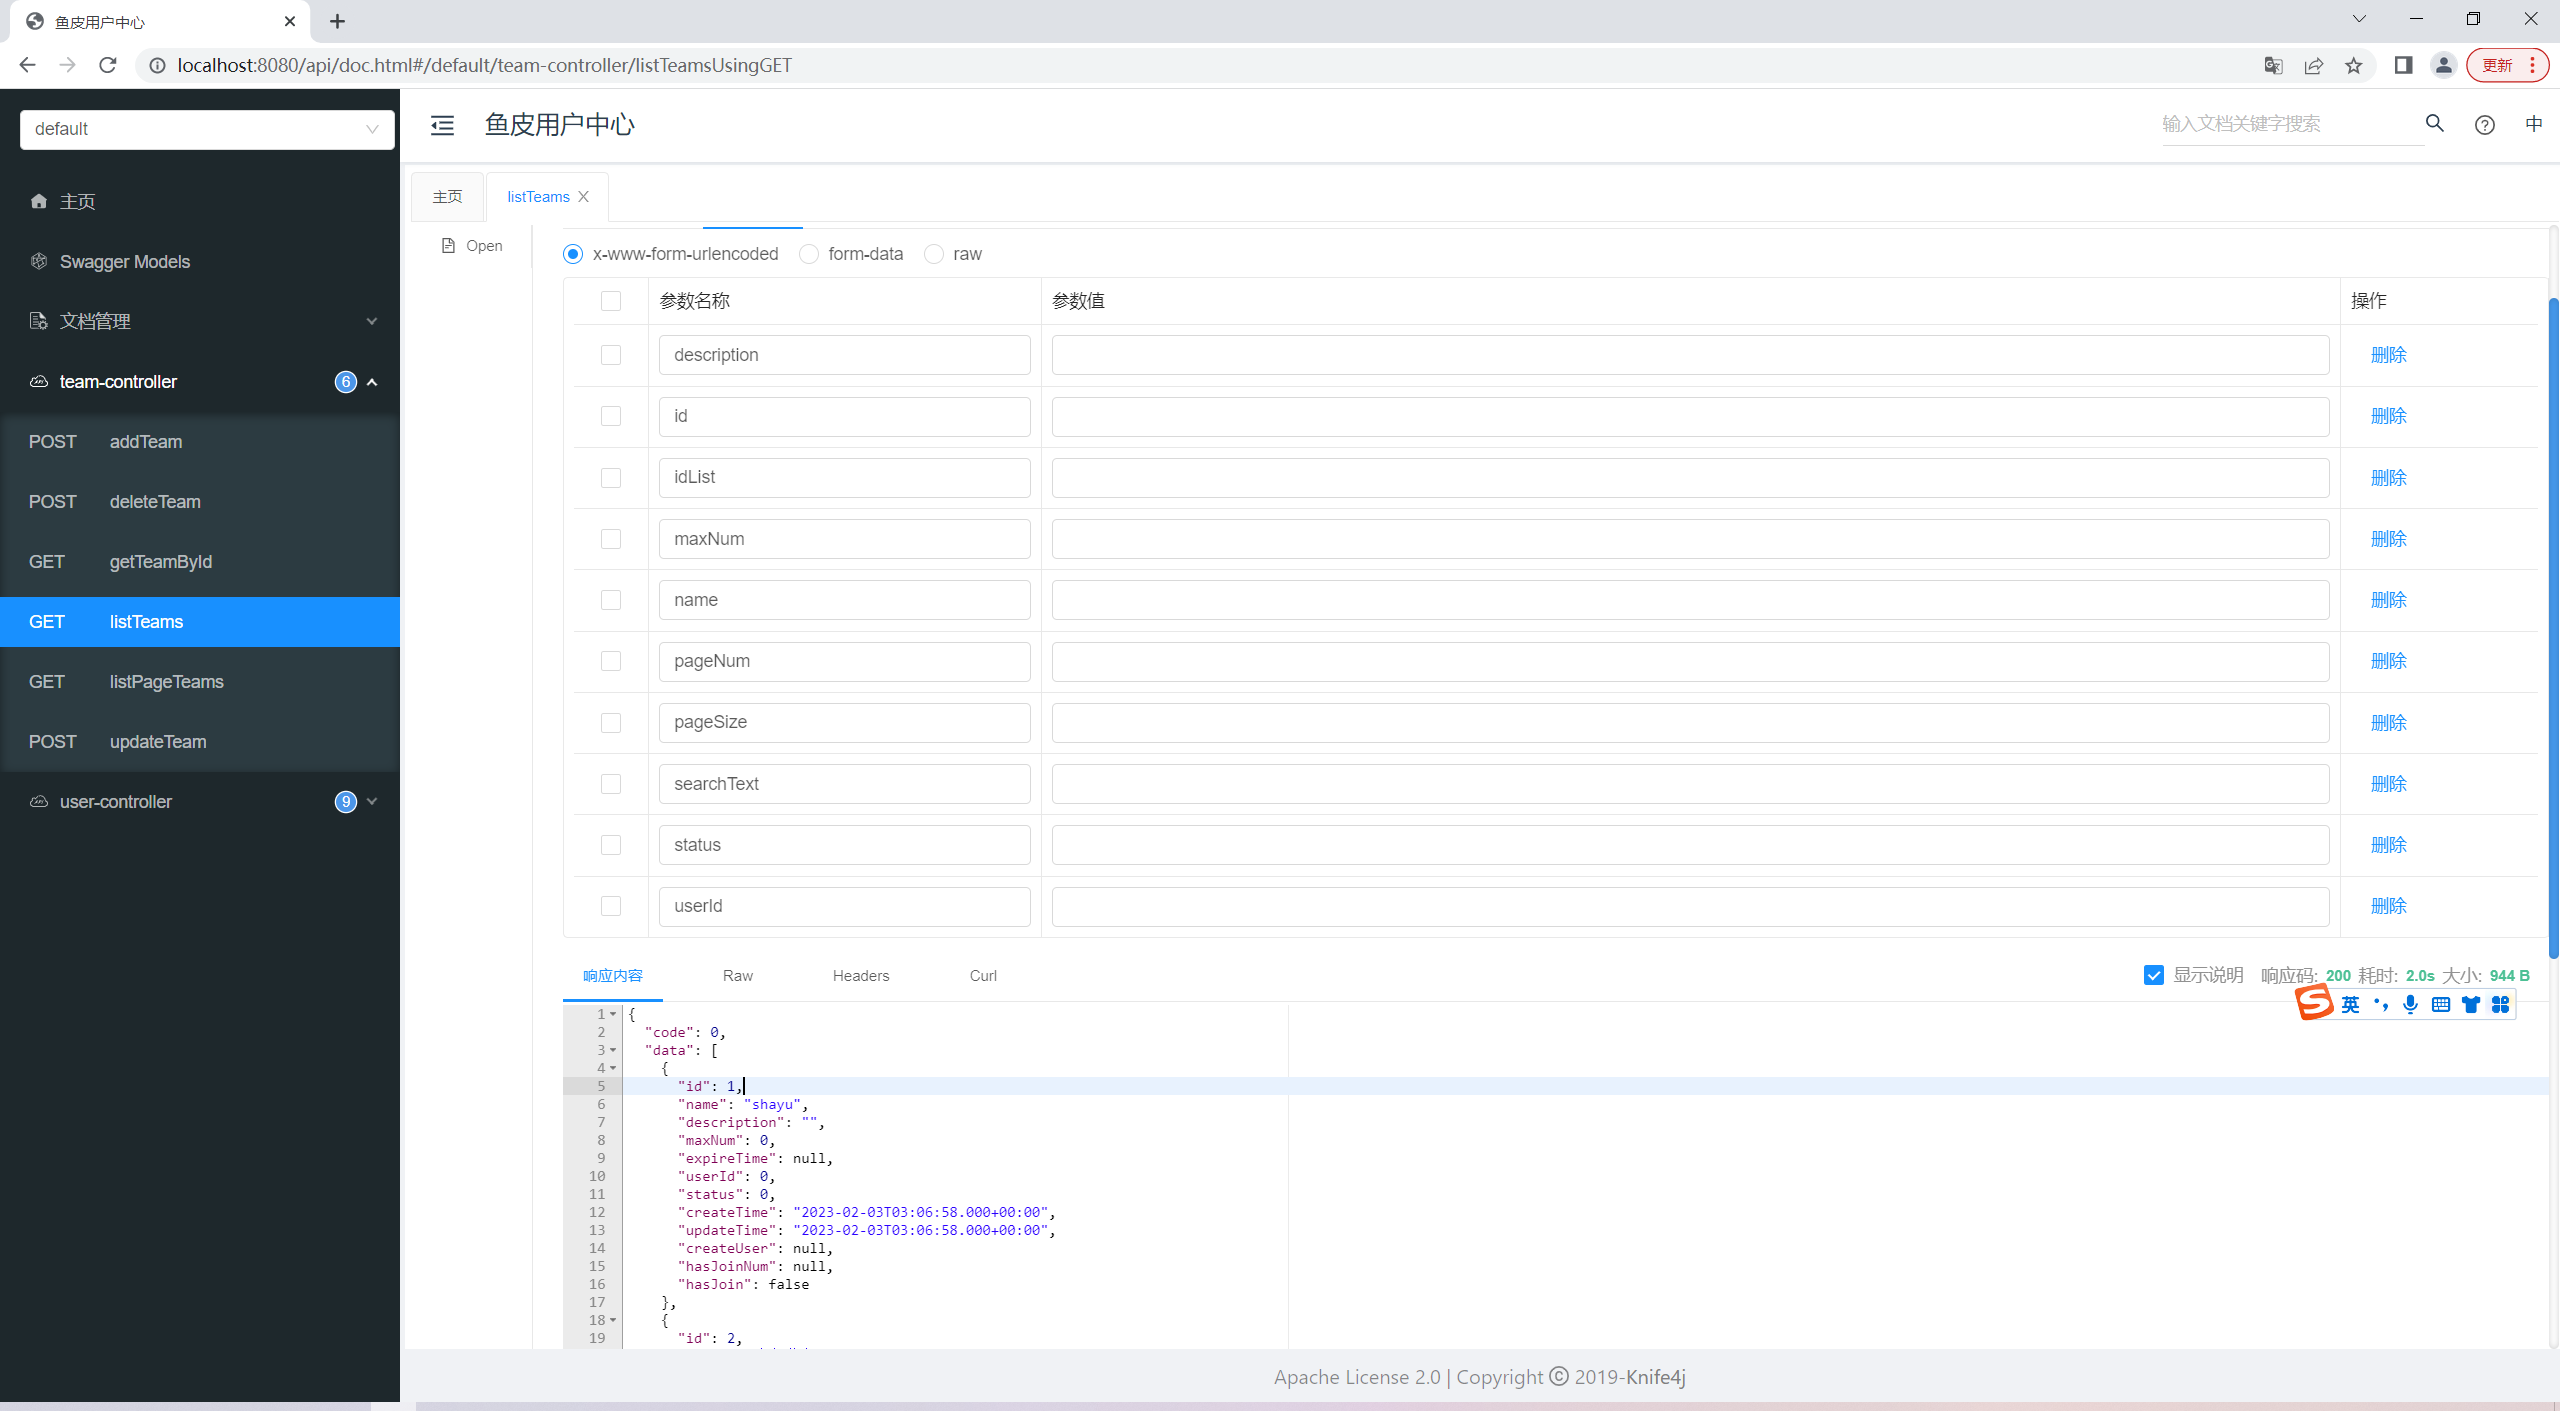 鱼皮用户中心
localhost:8080/api/doc.html#/default/team-controller/listTeamsUsingGET
更新
default
鱼皮用户中心
输入文档关键字搜索
中
主页
Swagger Models
文档管理
team-controller 6
POST addTeam
POST deleteTeam
GET getTeamById
GET listTeams
GET listPageTeams
POST updateTeam
user-controller 9
主页
listTeams
Open
x-www-form-urlencoded form-data raw
参数名称 参数值 操作
description 删除
id 删除
idList 删除
maxNum 删除
name 删除
pageNum 删除
pageSize 删除
searchText 删除
status 删除
userId 删除
响应内容 Raw Headers Curl 显示说明 响应码: 200 耗时: 2.0s 大小: 944 B
英
1 {
2 "code": 0,
3 "data": [
4 {
5 "id": 1,
6 "name": "shayu",
7 "description": "",
8 "maxNum": 0,
9 "expireTime": null,
10 "userId": 0,
11 "status": 0,
12 "createTime": "2023-02-03T03:06:58.000+00:00",
13 "updateTime": "2023-02-03T03:06:58.000+00:00",
14 "createUser": null,
15 "hasJoinNum": null,
16 "hasJoin": false
17 },
18 {
19 "id": 2,
Apache License 2.0 | Copyright © 2019-Knife4j